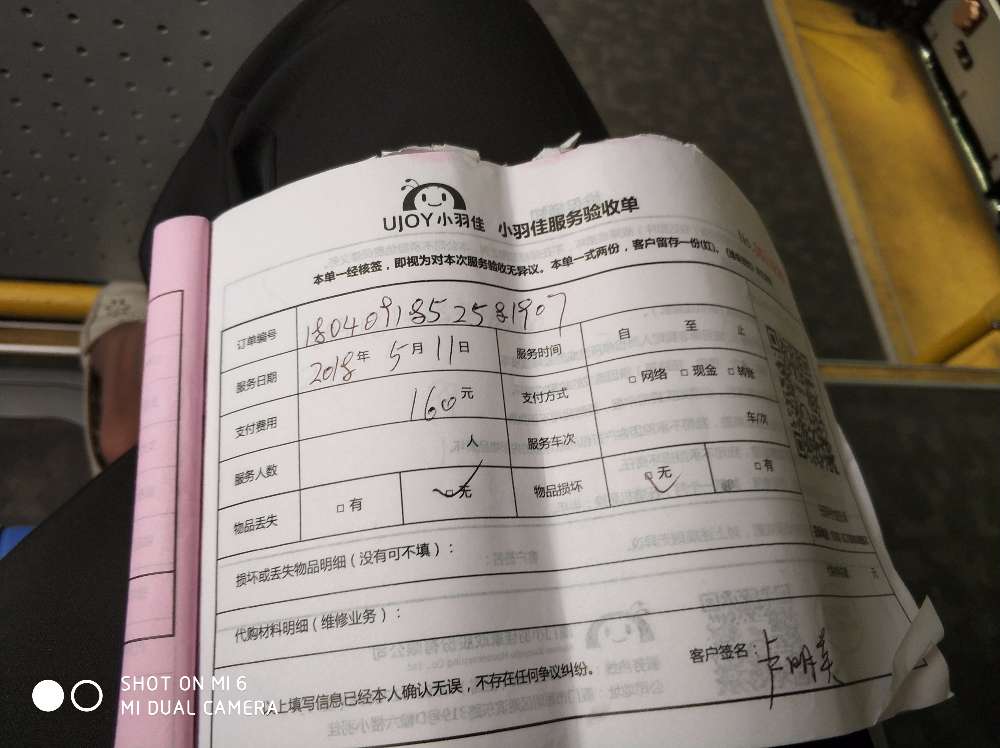 UJOY小羽佳 小羽佳服务验收单
No.
本单一经核签，即视为对本次服务验收无异议。本单一式两份，客户留存一份(红)。
订单编号 1804091852581907
服务日期 2018年 5月 11日 服务时间 自 至 止
支付费用 160元 支付方式 □ 网络 □ 现金 □ 转账
服务人数 人 服务车次 车/次
物品丢失 □ 有 □ 无 物品损坏 □ 无 □ 有
损坏或丢失物品明细（没有可不填）：
代购材料明细（维修业务）： 元
以上填写信息已经本人确认无误，不存在任何争议纠纷。 客户签名：
SHOT ON MI 6
MI DUAL CAMERA